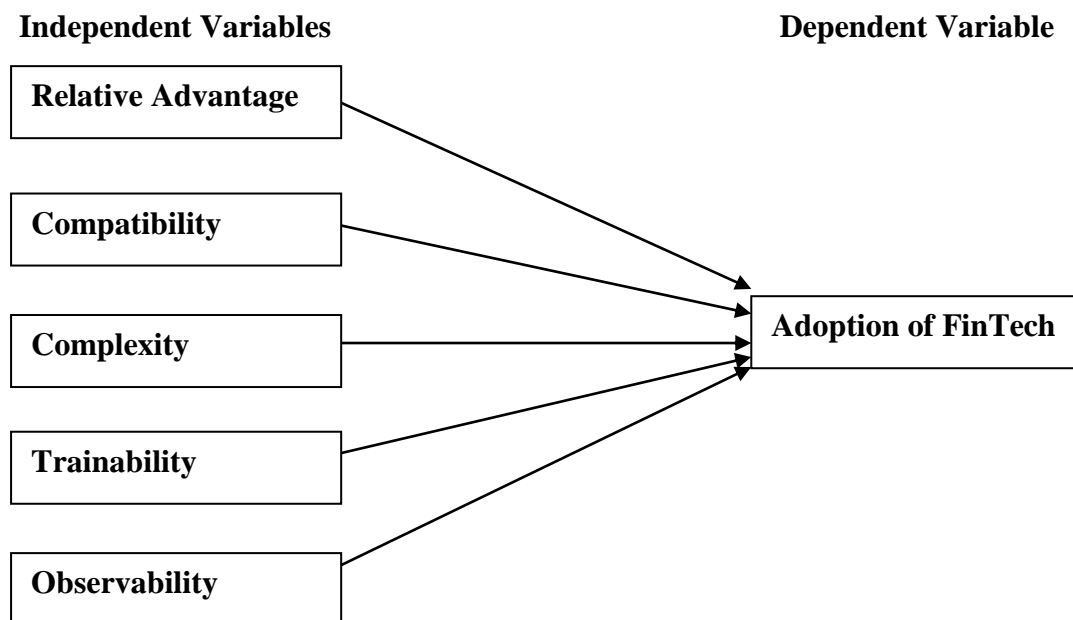 Independent Variables
Dependent Variable
Relative Advantage
Compatibility
Complexity
Adoption of FinTech
Trainability
Observability